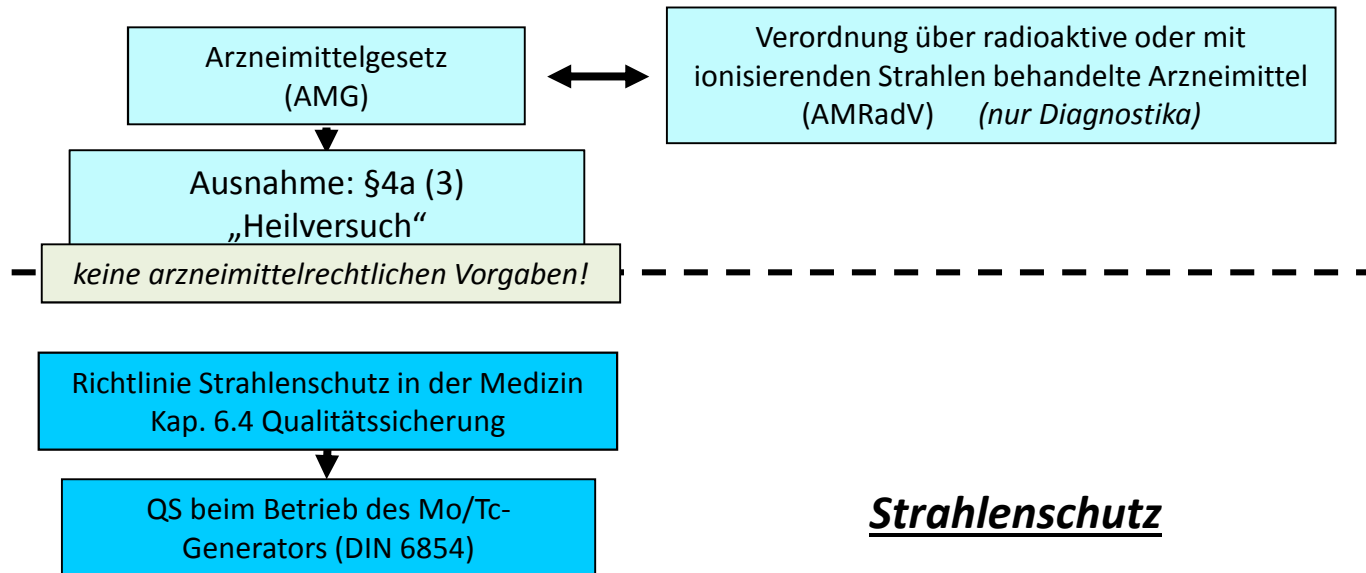 Arzneimittelgesetz
(AMG)
Verordnung über radioaktive oder mit
ionisierenden Strahlen behandelte Arzneimittel
(AMRadV) (nur Diagnostika)
Ausnahme: §4a (3)
„Heilversuch“
keine arzneimittelrechtlichen Vorgaben!
Richtlinie Strahlenschutz in der Medizin
Kap. 6.4 Qualitätssicherung
QS beim Betrieb des Mo/Tc-
Generators (DIN 6854)
Strahlenschutz